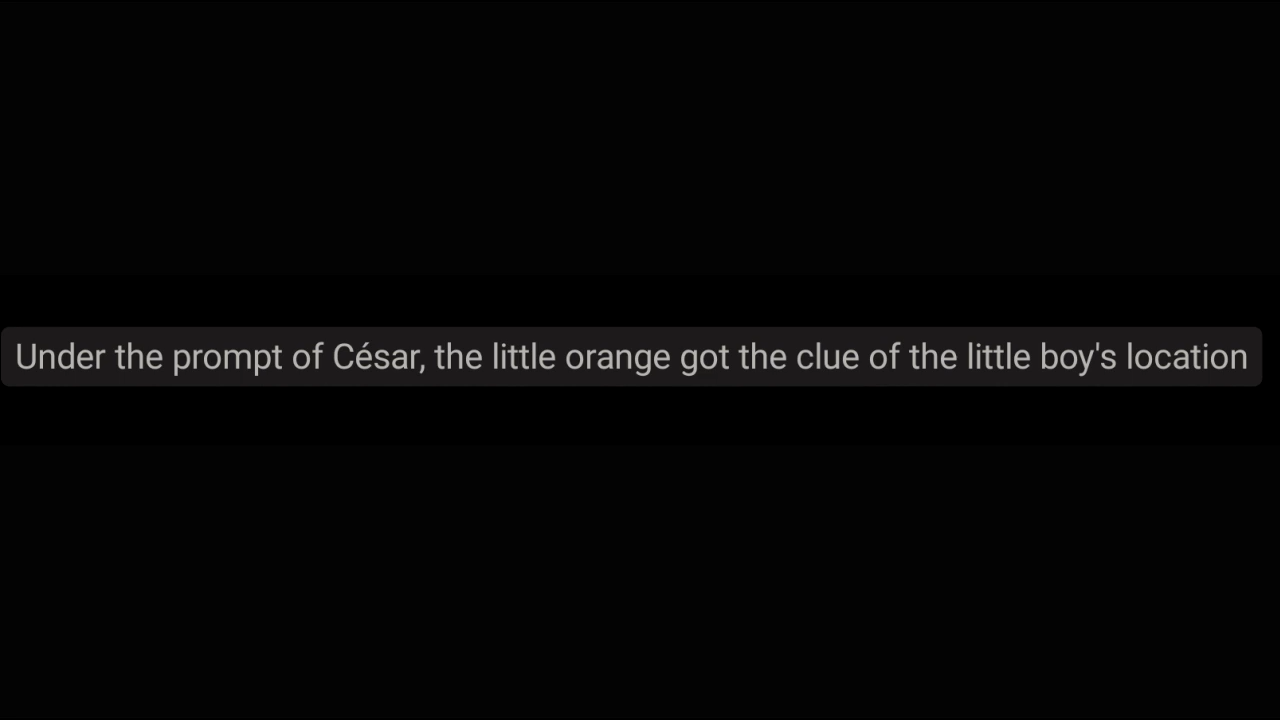 Under the prompt of César, the little orange got the clue of the little boy's location